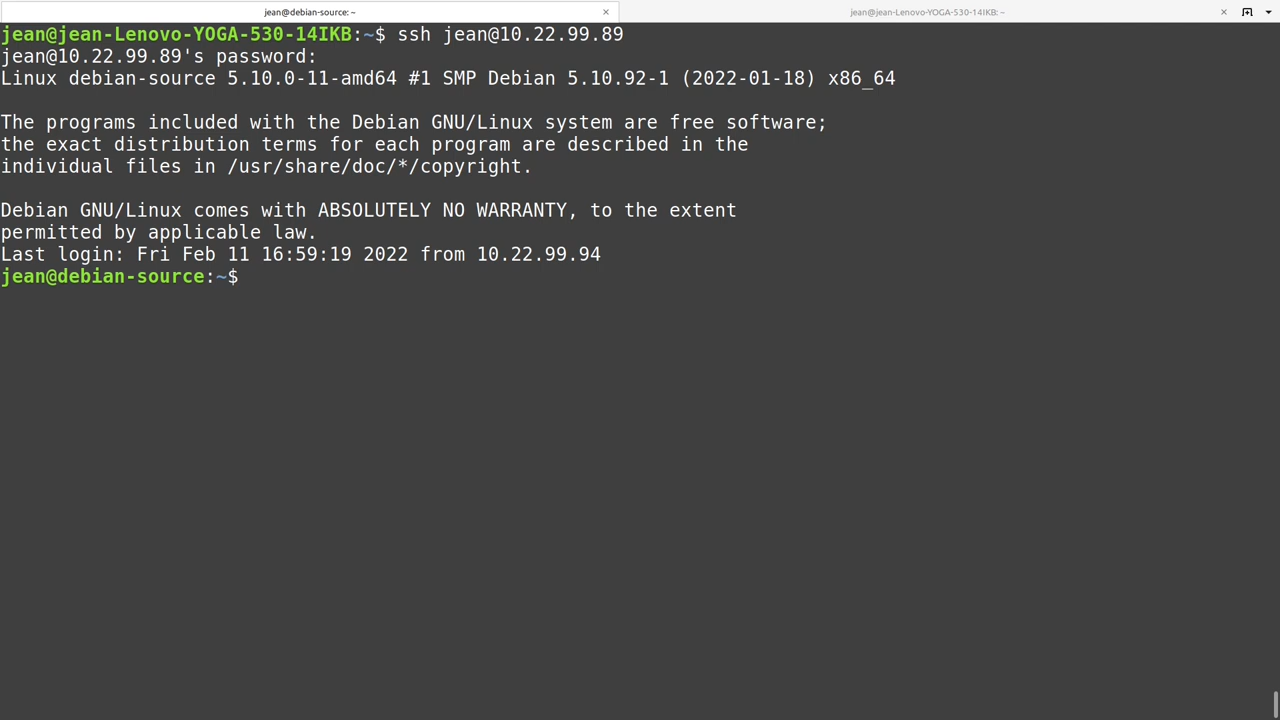 jean@debian-source: ~
jean@jean-Lenovo-YOGA-530-14IKB: ~
jean@jean-Lenovo-YOGA-530-14IKB:~$ ssh jean@10.22.99.89
jean@10.22.99.89's password:
Linux debian-source 5.10.0-11-amd64 #1 SMP Debian 5.10.92-1 (2022-01-18) x86_64
The programs included with the Debian GNU/Linux system are free software;
the exact distribution terms for each program are described in the
individual files in /usr/share/doc/*/copyright.
Debian GNU/Linux comes with ABSOLUTELY NO WARRANTY, to the extent
permitted by applicable law.
Last login: Fri Feb 11 16:59:19 2022 from 10.22.99.94
jean@debian-source:~$